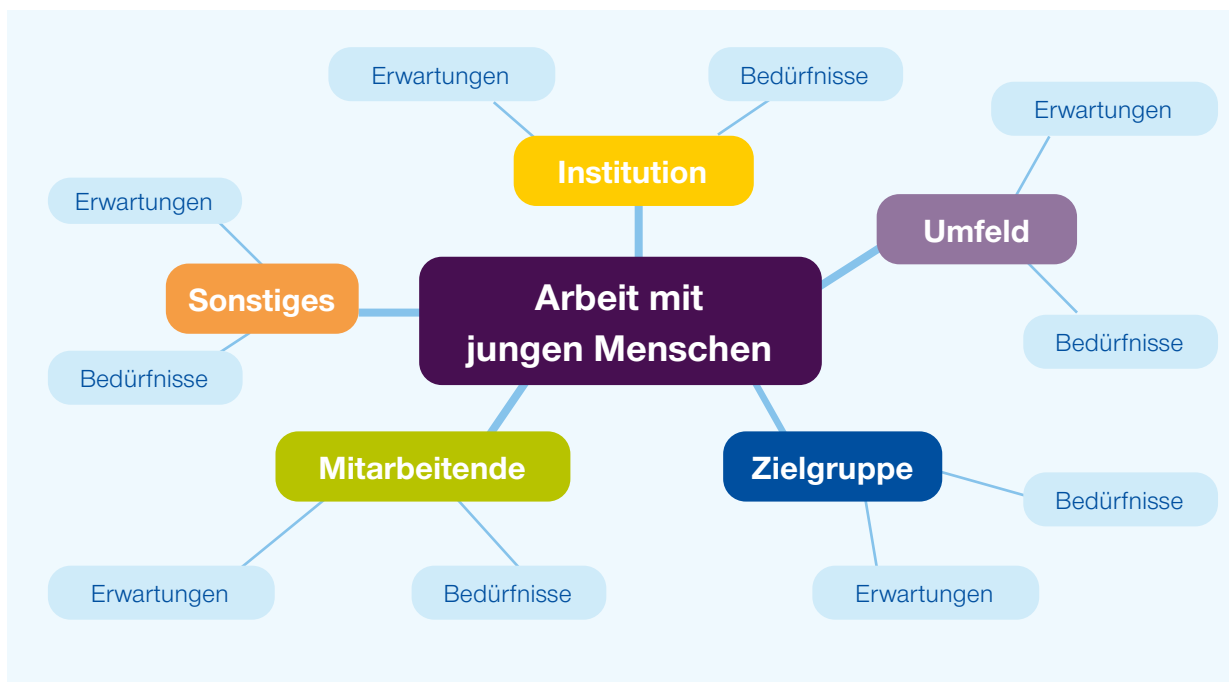 Erwartungen
Bedürfnisse
Erwartungen
Institution
Erwartungen
Umfeld
Sonstiges
Arbeit mit
jungen Menschen
Bedürfnisse
Bedürfnisse
Mitarbeitende
Zielgruppe
Bedürfnisse
Erwartungen
Bedürfnisse
Erwartungen